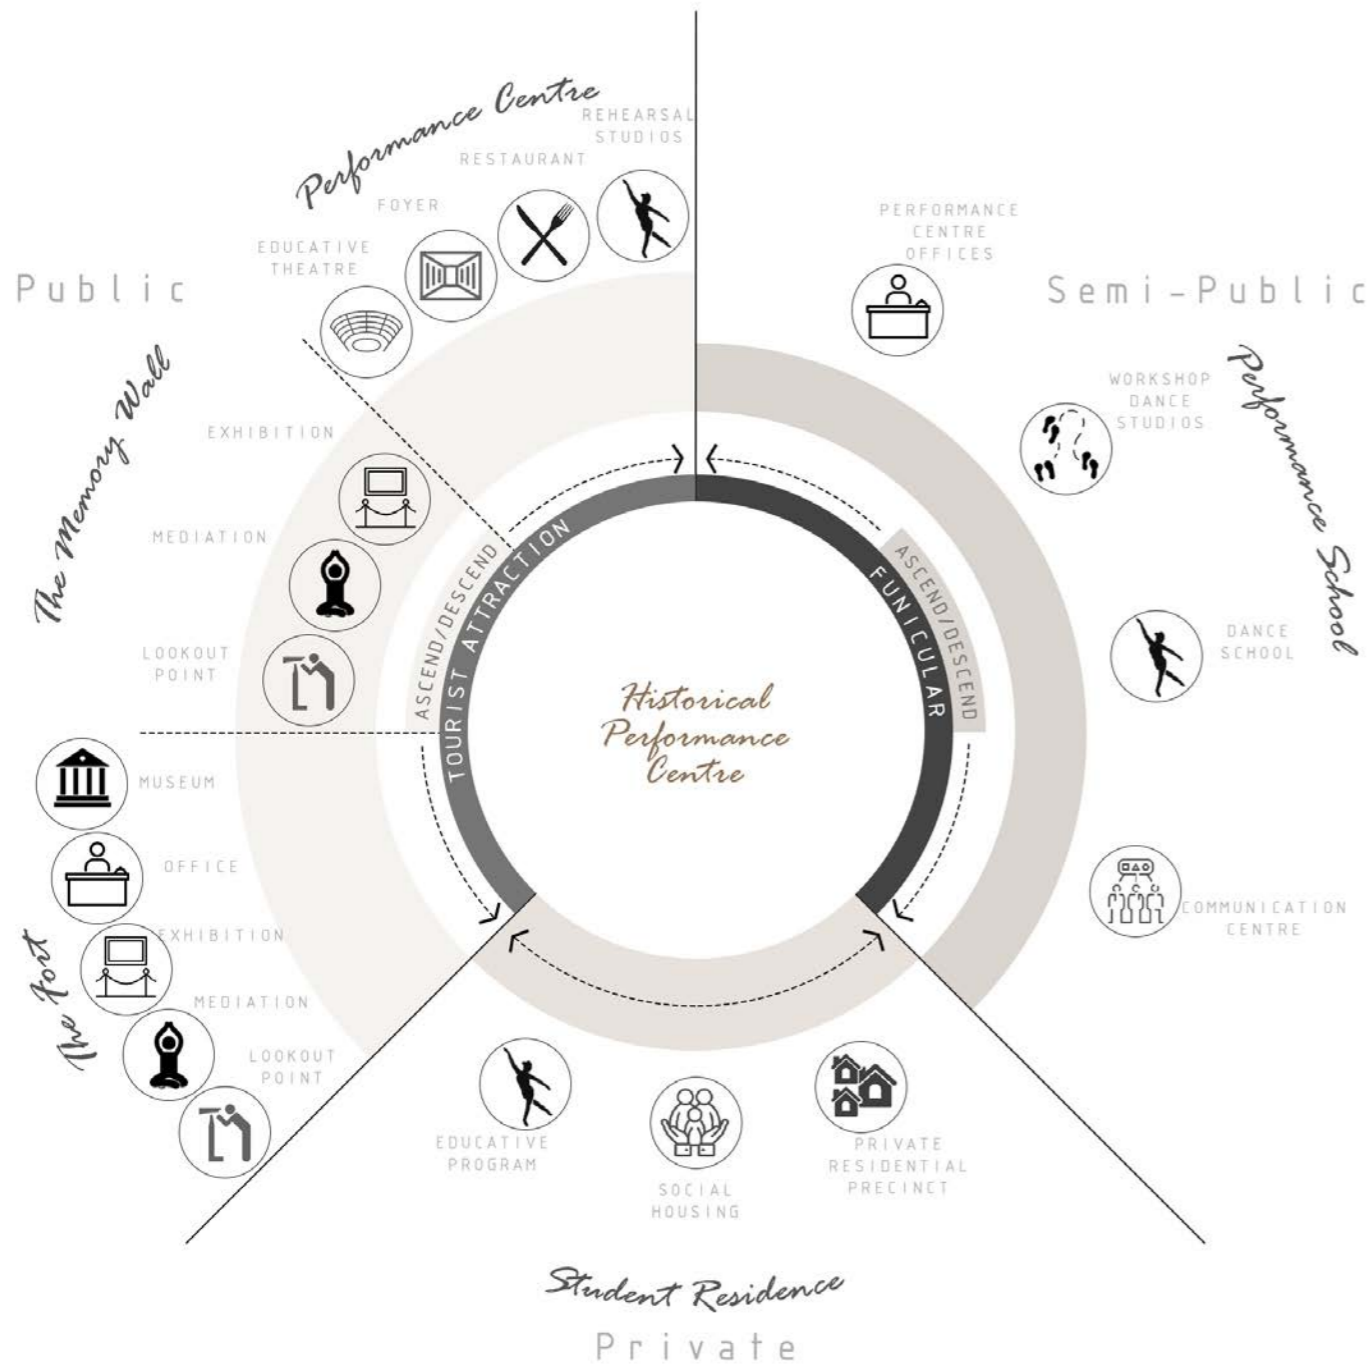 Performance Centre
REHEARSAL
STUDIOS
RESTAURANT
FOYER
EDUCATIVE
THEATRE
Public
The Memory Wall
EXHIBITION
MEDIATION
LOOKOUT
POINT
MUSEUM
OFFICE
EXHIBITION
MEDIATION
LOOKOUT
POINT
The Fort
ASCEND/DESCEND
TOURIST ATTRACTION
Historical
Performance
Centre
FUNICULAR
ASCEND/DESCEND
PERFORMANCE
CENTRE
OFFICES
Semi-Public
Performance School
WORKSHOP
DANCE
STUDIOS
DANCE
SCHOOL
COMMUNICATION
CENTRE
EDUCATIVE
PROGRAM
SOCIAL
HOUSING
PRIVATE
RESIDENTIAL
PRECINCT
Student Residence
Private